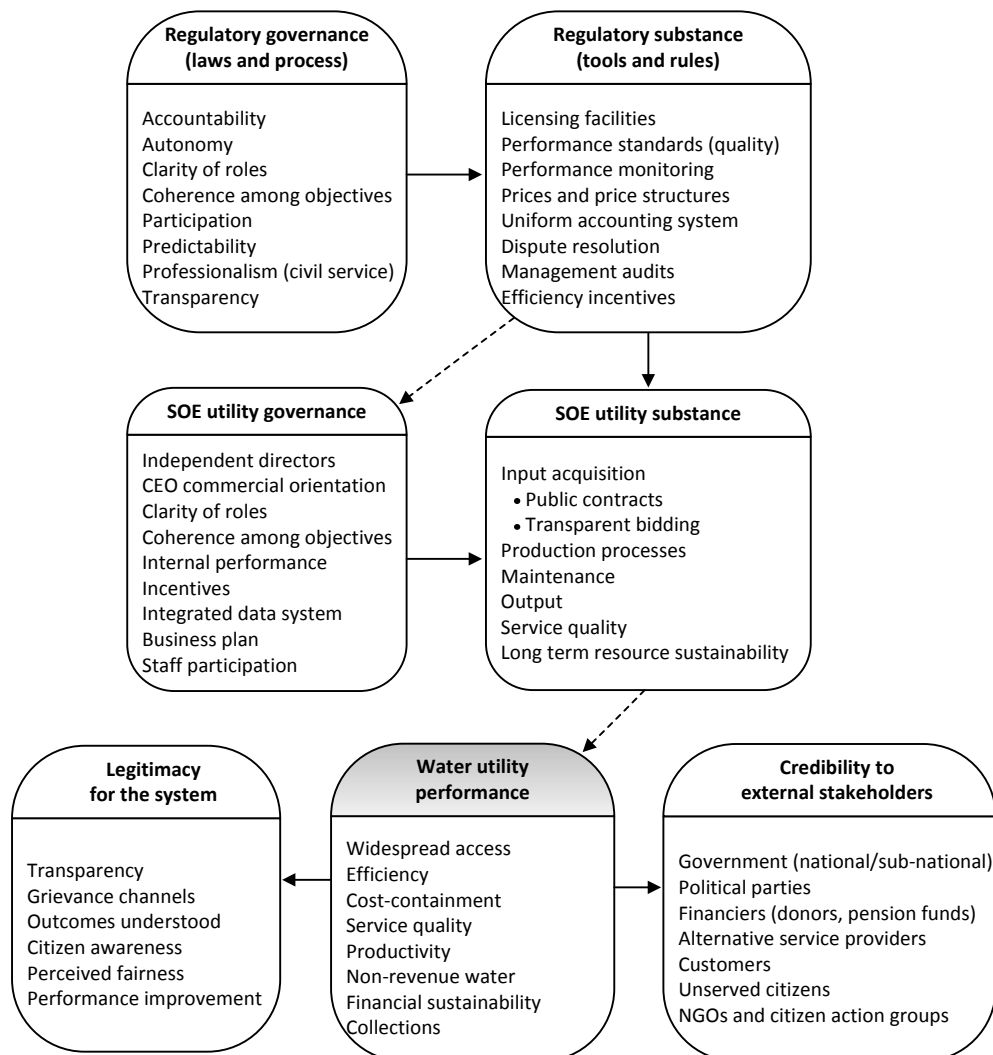 Regulatory governance
(laws and process)
Accountability
Autonomy
Clarity of roles
Coherence among objectives
Participation
Predictability
Professionalism (civil service)
Transparency
Regulatory substance
(tools and rules)
Licensing facilities
Performance standards (quality)
Performance monitoring
Prices and price structures
Uniform accounting system
Dispute resolution
Management audits
Efficiency incentives
SOE utility governance
Independent directors
CEO commercial orientation
Clarity of roles
Coherence among objectives
Internal performance
Incentives
Integrated data system
Business plan
Staff participation
SOE utility substance
Input acquisition
• Public contracts
• Transparent bidding
Production processes
Maintenance
Output
Service quality
Long term resource sustainability
Legitimacy
for the system
Transparency
Grievance channels
Outcomes understood
Citizen awareness
Perceived fairness
Performance improvement
Water utility
performance
Widespread access
Efficiency
Cost-containment
Service quality
Productivity
Non-revenue water
Financial sustainability
Collections
Credibility to
external stakeholders
Government (national/sub-national)
Political parties
Financiers (donors, pension funds)
Alternative service providers
Customers
Unserved citizens
NGOs and citizen action groups